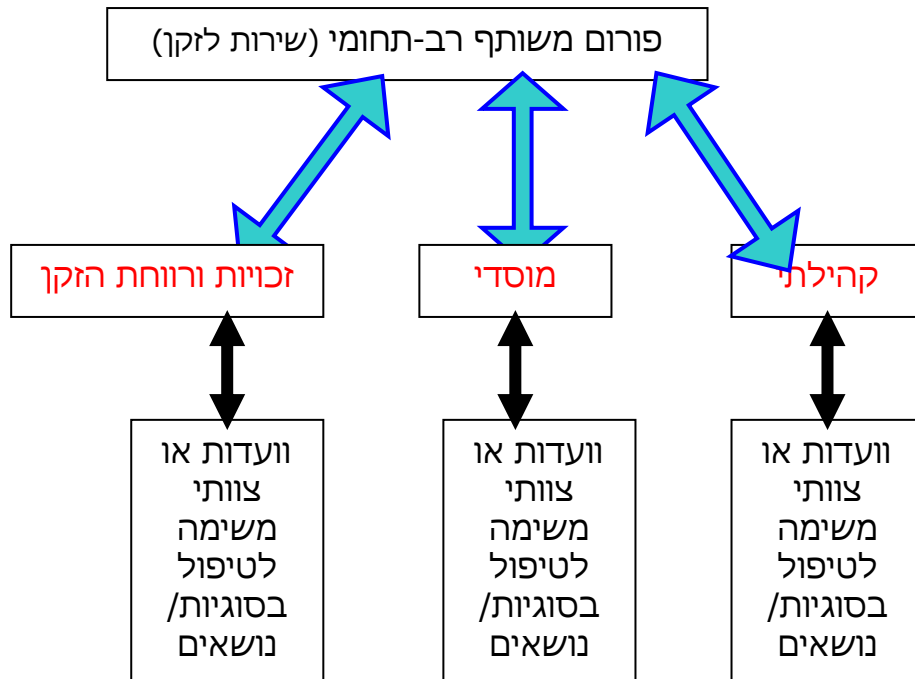 פורום משותף רב-תחומי (שירות לזקן)
קהילתי
מוסדי
זכויות ורווחת הזקן
וועדות או
צוותי
משימה
לטיפול
בסוגיות/
נושאים
וועדות או
צוותי
משימה
לטיפול
בסוגיות/
נושאים
וועדות או
צוותי
משימה
לטיפול
בסוגיות/
נושאים